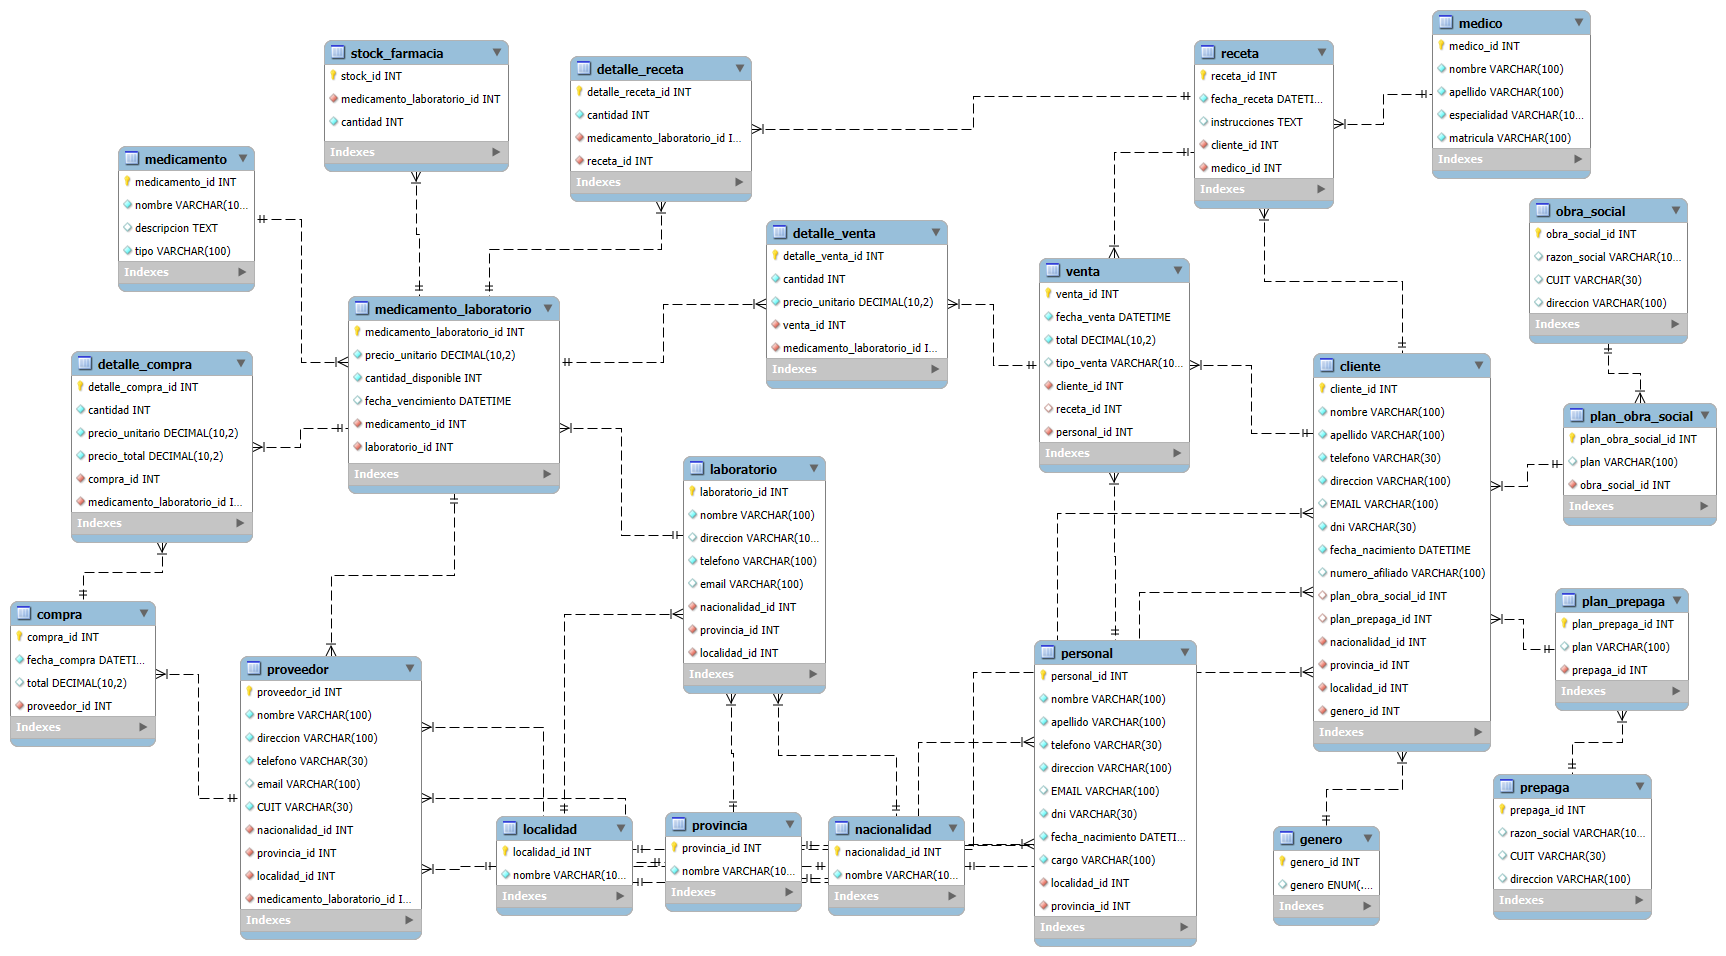 stock_farmacia
stock_id INT
medicamento_laboratorio_id INT
cantidad INT
Indexes
detalle_receta
detalle_receta_id INT
cantidad INT
medicamento_laboratorio_id I...
receta_id INT
Indexes
receta
receta_id INT
fecha_receta DATETI...
instrucciones TEXT
cliente_id INT
medico_id INT
Indexes
medico
medico_id INT
nombre VARCHAR(100)
apellido VARCHAR(100)
especialidad VARCHAR(10...
matricula VARCHAR(100)
Indexes
medicamento
medicamento_id INT
nombre VARCHAR(10...
descripcion TEXT
tipo VARCHAR(100)
Indexes
detalle_venta
detalle_venta_id INT
cantidad INT
precio_unitario DECIMAL(10,2)
venta_id INT
medicamento_laboratorio_id I...
Indexes
venta
venta_id INT
fecha_venta DATETIME
total DECIMAL(10,2)
tipo_venta VARCHAR(10...
cliente_id INT
receta_id INT
personal_id INT
Indexes
obra_social
obra_social_id INT
razon_social VARCHAR(10...
CUIT VARCHAR(30)
direccion VARCHAR(100)
Indexes
medicamento_laboratorio
medicamento_laboratorio_id INT
precio_unitario DECIMAL(10,2)
cantidad_disponible INT
fecha_vencimiento DATETIME
medicamento_id INT
laboratorio_id INT
Indexes
detalle_compra
detalle_compra_id INT
cantidad INT
precio_unitario DECIMAL(10,2)
precio_total DECIMAL(10,2)
compra_id INT
medicamento_laboratorio_id I...
Indexes
cliente
cliente_id INT
nombre VARCHAR(100)
apellido VARCHAR(100)
telefono VARCHAR(30)
direccion VARCHAR(100)
EMAIL VARCHAR(100)
dni VARCHAR(30)
fecha_nacimiento DATETIME
numero_afiliado VARCHAR(100)
plan_obra_social_id INT
plan_prepaga_id INT
nacionalidad_id INT
provincia_id INT
localidad_id INT
genero_id INT
Indexes
plan_obra_social
plan_obra_social_id INT
plan VARCHAR(100)
obra_social_id INT
Indexes
laboratorio
laboratorio_id INT
nombre VARCHAR(100)
direccion VARCHAR(10...
telefono VARCHAR(100)
email VARCHAR(100)
nacionalidad_id INT
provincia_id INT
localidad_id INT
Indexes
compra
compra_id INT
fecha_compra DATETI...
total DECIMAL(10,2)
proveedor_id INT
Indexes
proveedor
proveedor_id INT
nombre VARCHAR(100)
direccion VARCHAR(100)
telefono VARCHAR(30)
email VARCHAR(100)
CUIT VARCHAR(30)
nacionalidad_id INT
provincia_id INT
localidad_id INT
medicamento_laboratorio_id I...
Indexes
personal
personal_id INT
nombre VARCHAR(100)
apellido VARCHAR(100)
telefono VARCHAR(30)
direccion VARCHAR(100)
EMAIL VARCHAR(100)
dni VARCHAR(30)
fecha_nacimiento DATETI...
cargo VARCHAR(100)
localidad_id INT
provincia_id INT
Indexes
plan_prepaga
plan_prepaga_id INT
plan VARCHAR(100)
prepaga_id INT
Indexes
localidad
localidad_id INT
nombre VARCHAR(10...
Indexes
provincia
provincia_id INT
nombre VARCHAR(10...
Indexes
nacionalidad
nacionalidad_id INT
nombre VARCHAR(10...
Indexes
genero
genero_id INT
genero ENUM(,...
Indexes
prepaga
prepaga_id INT
razon_social VARCHAR(10...
CUIT VARCHAR(30)
direccion VARCHAR(100)
Indexes